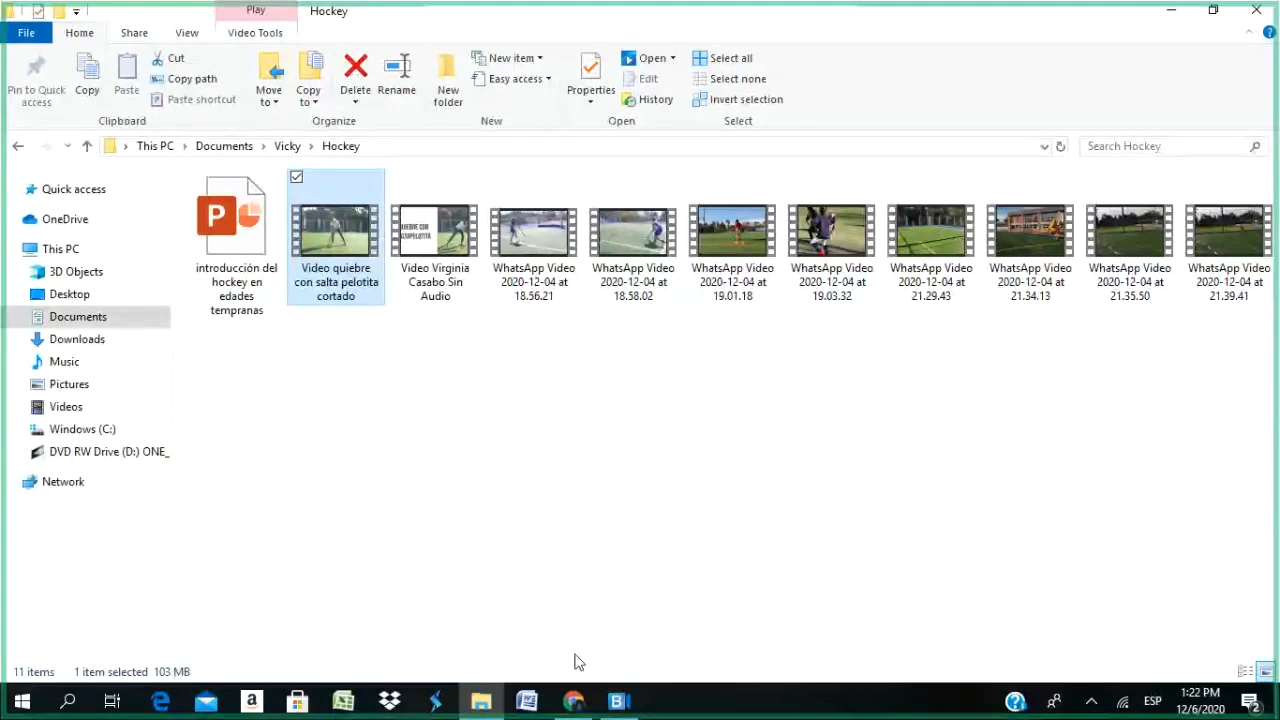 Play
Hockey
File
Home
Share
View
Video Tools
Pin to Quick
access
Copy
Paste
Cut
Copy path
Paste shortcut
Clipboard
Move
to
Copy
to
Delete
Rename
Organize
New
folder
New item
Easy access
New
Properties
Open
Edit
History
Open
Select all
Select none
Invert selection
Select
This PC
Documents
Vicky
Hockey
Search Hockey
Quick access
OneDrive
This PC
3D Objects
Desktop
Documents
Downloads
Music
Pictures
Videos
Windows (C:)
DVD RW Drive (D:) ONE_
Network
introducción del
hockey en
edades
tempranas
Video quiebre
con salta pelotita
cortado
Video Virginia
Casabo Sin
Audio
WhatsApp Video
2020-12-04 at
18.56.21
WhatsApp Video
2020-12-04 at
18.58.02
WhatsApp Video
2020-12-04 at
19.01.18
WhatsApp Video
2020-12-04 at
19.03.32
WhatsApp Video
2020-12-04 at
21.29.43
WhatsApp Video
2020-12-04 at
21.34.13
WhatsApp Video
2020-12-04 at
21.35.50
WhatsApp Video
2020-12-04 at
21.39.41
11 items
1 item selected 103 MB
ESP
1:22 PM
12/6/2020
2